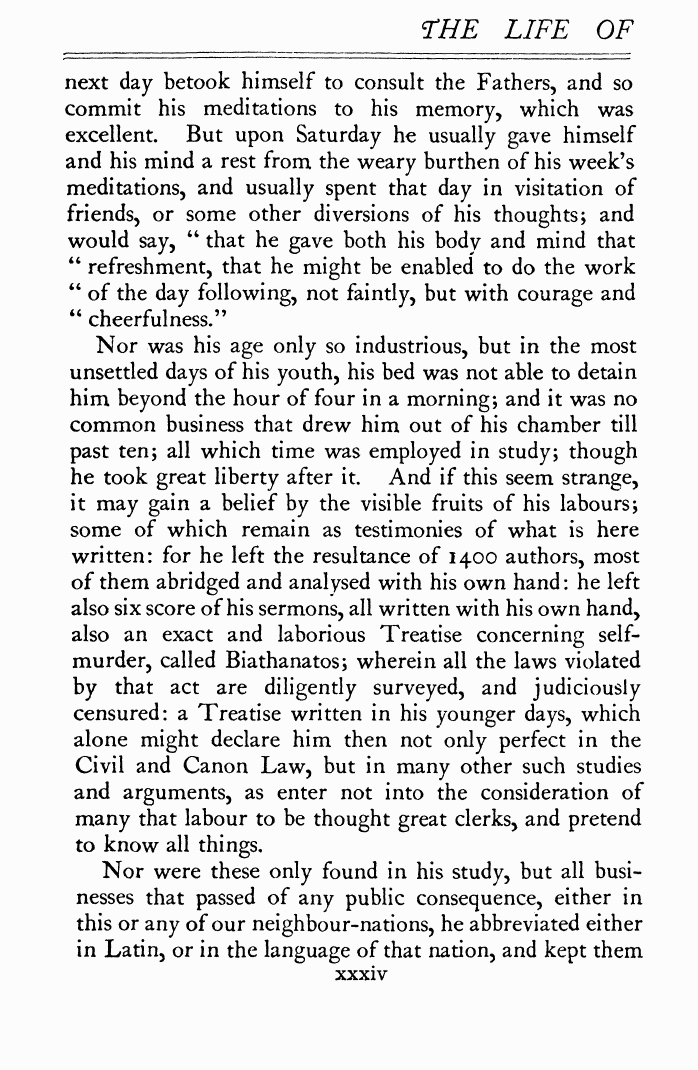 THE LIFE OF
next day betook himself to consult the Fathers, and so
commit his meditations to his memory, which was
excellent. But upon Saturday he usually gave himself
and his mind a rest from the weary burthen of his week's
meditations, and usually spent that day in visitation of
friends, or some other diversions of his thoughts; and
would say, “ that he gave both his body and mind that
“ refreshment, that he might be enabled to do the work
“ of the day following, not faintly, but with courage and
“ cheerfulness.”
Nor was his age only so industrious, but in the most
unsettled days of his youth, his bed was not able to detain
him beyond the hour of four in a morning; and it was no
common business that drew him out of his chamber till
past ten; all which time was employed in study; though
he took great liberty after it. And if this seem strange,
it may gain a belief by the visible fruits of his labours;
some of which remain as testimonies of what is here
written: for he left the resultance of 1400 authors, most
of them abridged and analysed with his own hand: he left
also six score of his sermons, all written with his own hand,
also an exact and laborious Treatise concerning self-
murder, called Biathanatos; wherein all the laws violated
by that act are diligently surveyed, and judiciously
censured: a Treatise written in his younger days, which
alone might declare him then not only perfect in the
Civil and Canon Law, but in many other such studies
and arguments, as enter not into the consideration of
many that labour to be thought great clerks, and pretend
to know all things.
Nor were these only found in his study, but all busi-
nesses that passed of any public consequence, either in
this or any of our neighbour-nations, he abbreviated either
in Latin, or in the language of that nation, and kept them
xxxiv